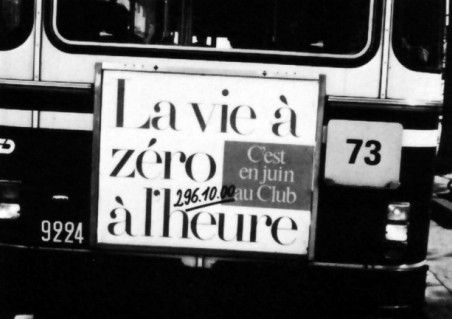 La vie à
zéro
à l'heure
C'est
en juin
au Club
296.10.00
73
9224